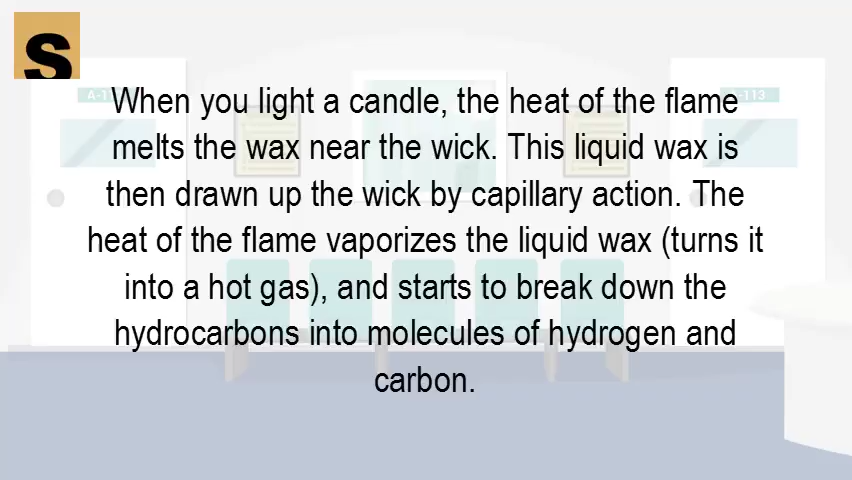 S
A-11
-113
When you light a candle, the heat of the flame
melts the wax near the wick. This liquid wax is
then drawn up the wick by capillary action. The
heat of the flame vaporizes the liquid wax (turns it
into a hot gas), and starts to break down the
hydrocarbons into molecules of hydrogen and
carbon.